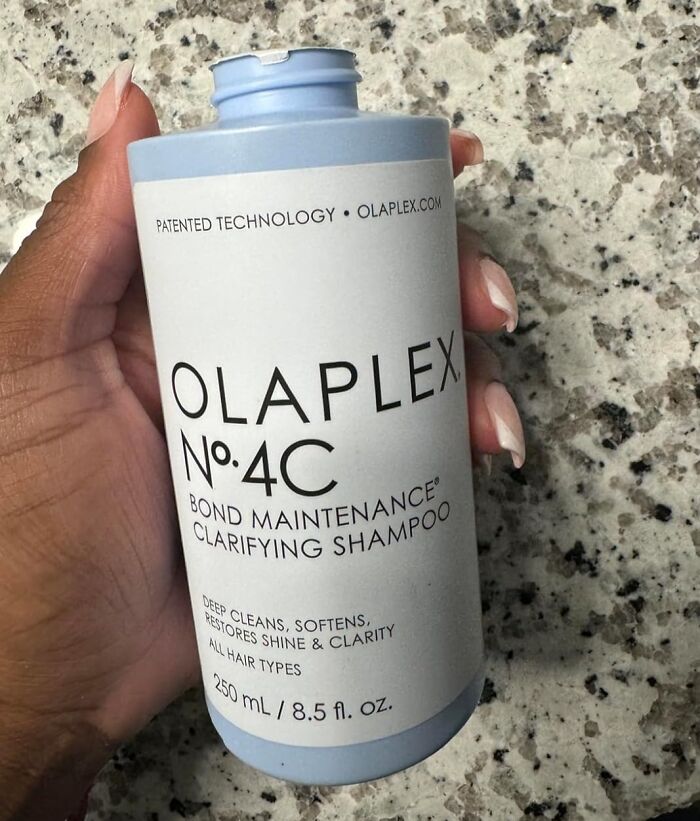 PATENTED TECHNOLOGY • OLAPLEX.COM
OLAPLEX.
Nº.4C
BOND MAINTENANCE®
CLARIFYING SHAMPOO
DEEP CLEANS, SOFTENS,
RESTORES SHINE & CLARITY
ALL HAIR TYPES
250 mL / 8.5 fl. oz.